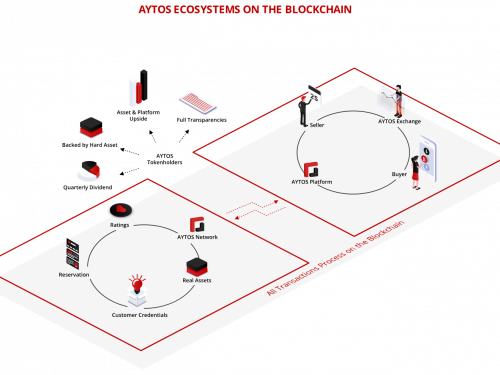 AYTOS ECOSYSTEMS ON THE BLOCKCHAIN
Asset & Platform
Upside
Full Transparencies
Backed by Hard Asset
AYTOS
Tokenholders
Quarterly Dividend
Seller
AYTOS Exchange
AYTOS Platform
Buyer
Ratings
AYTOS Network
Reservation
Real Assets
Customer Credentials
All Transactions Process on the Blockchain